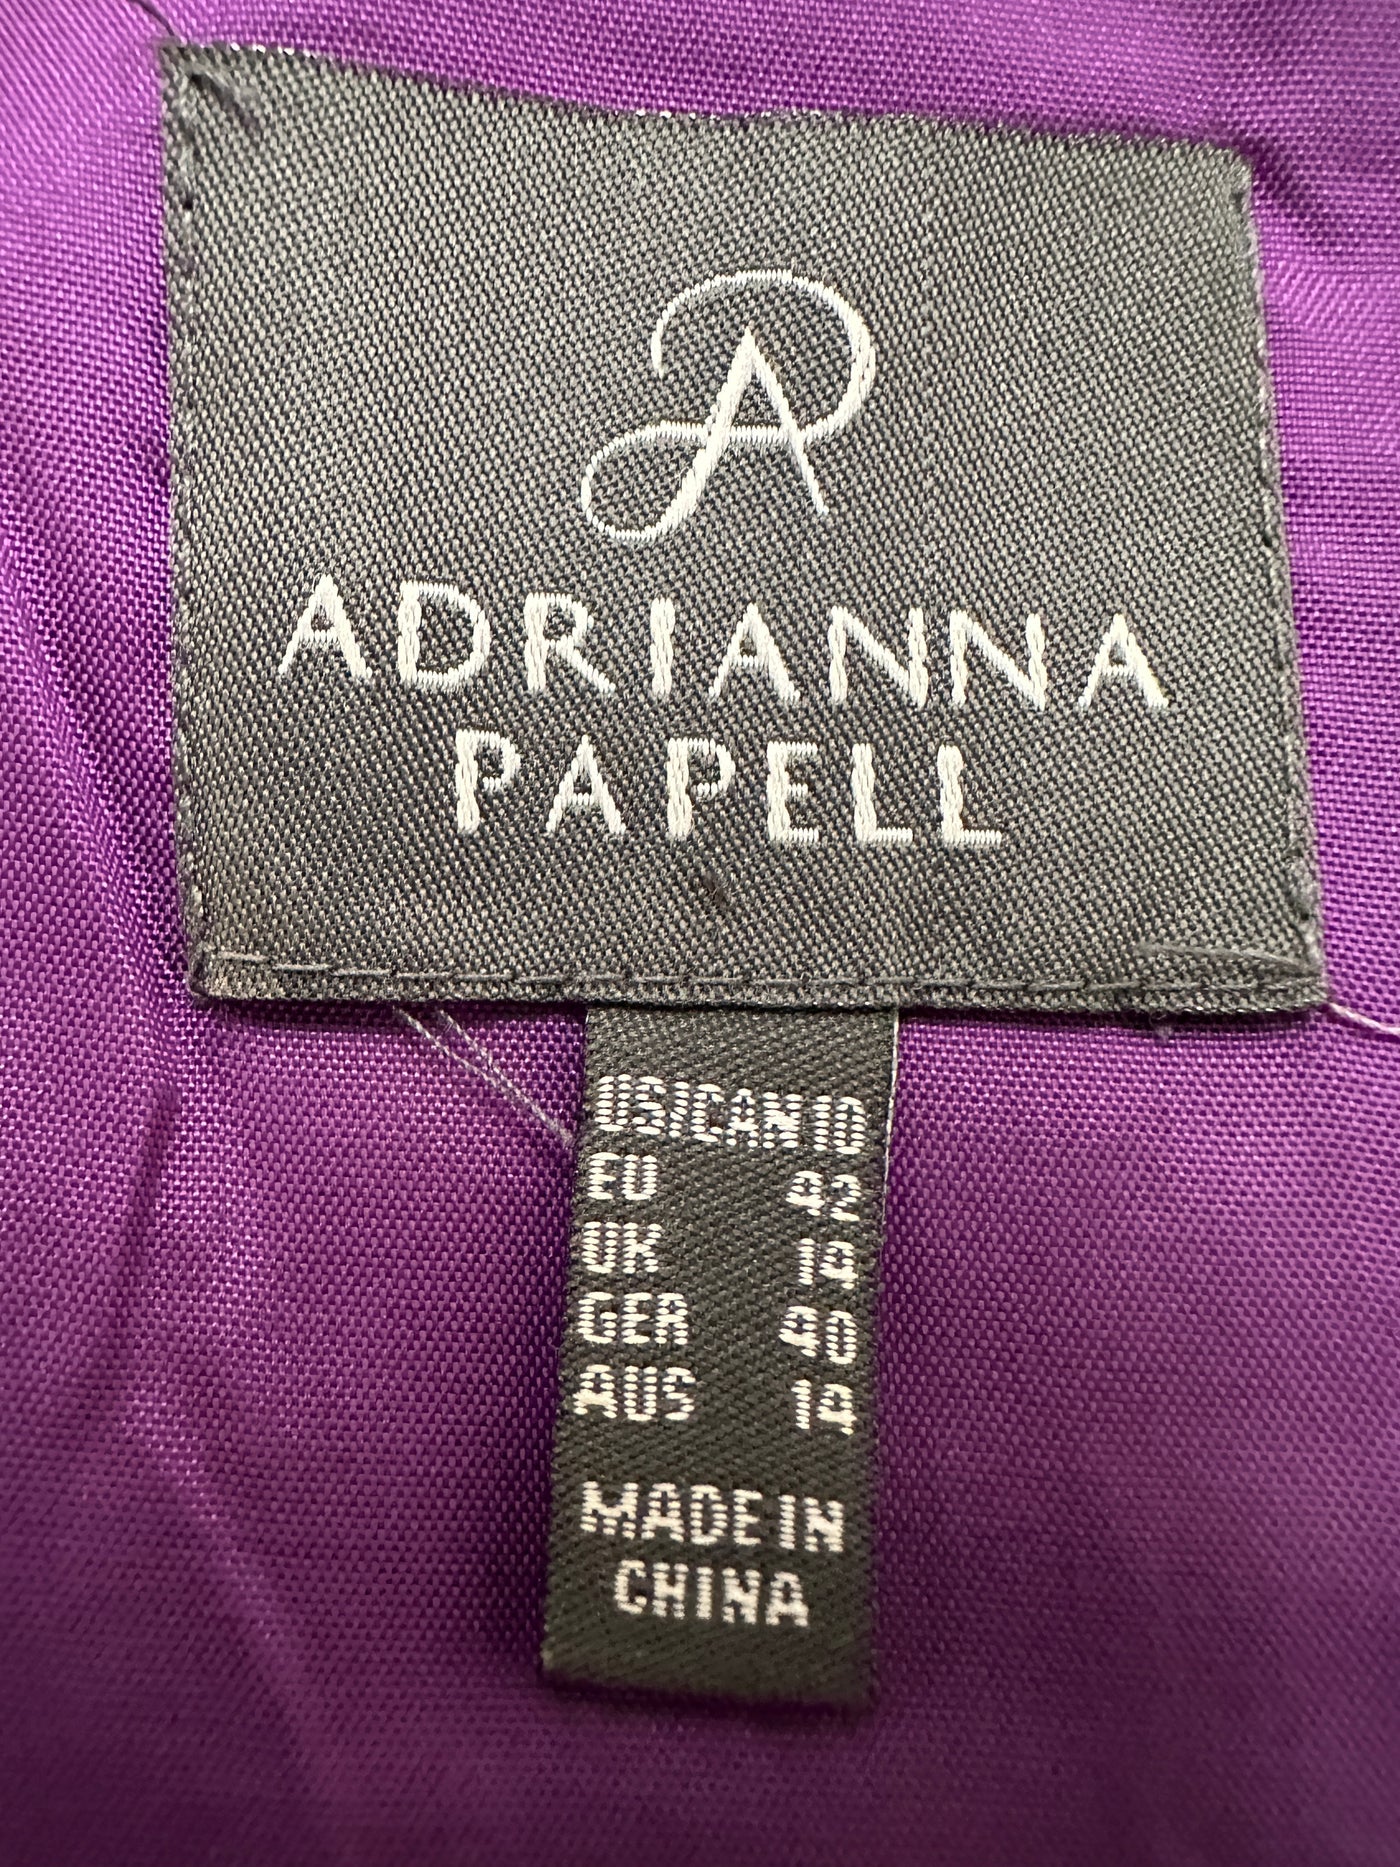 A
ADRIANNA
PAPELL
US/CAN 10
EU 42
UK 14
GER 40
AUS 14
MADE IN
CHINA